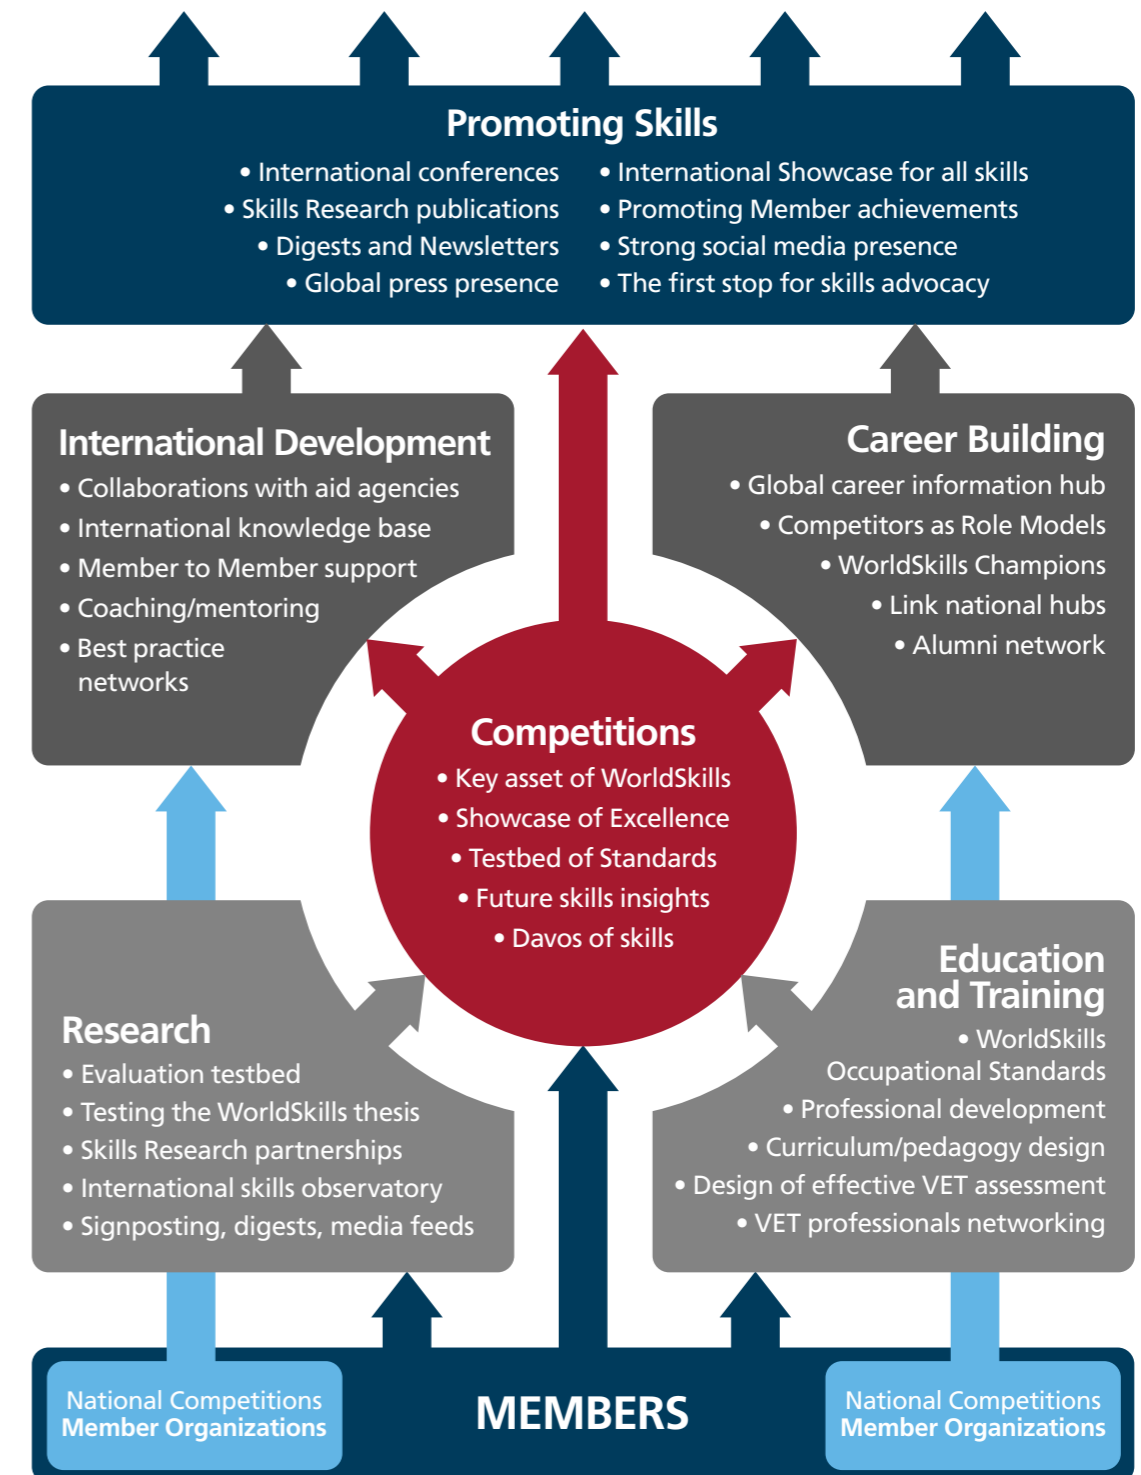 Promoting Skills
• International conferences
• Skills Research publications
• Digests and Newsletters
• Global press presence
• International Showcase for all skills
• Promoting Member achievements
• Strong social media presence
• The first stop for skills advocacy
International Development
• Collaborations with aid agencies
• International knowledge base
• Member to Member support
• Coaching/mentoring
• Best practice
networks
Career Building
• Global career information hub
• Competitors as Role Models
• WorldSkills Champions
• Link national hubs
• Alumni network
Competitions
• Key asset of WorldSkills
• Showcase of Excellence
• Testbed of Standards
• Future skills insights
• Davos of skills
Research
• Evaluation testbed
• Testing the WorldSkills thesis
• Skills Research partnerships
• International skills observatory
• Signposting, digests, media feeds
Education
and Training
• WorldSkills
Occupational Standards
• Professional development
• Curriculum/pedagogy design
• Design of effective VET assessment
• VET professionals networking
National Competitions
Member Organizations
MEMBERS
National Competitions
Member Organizations